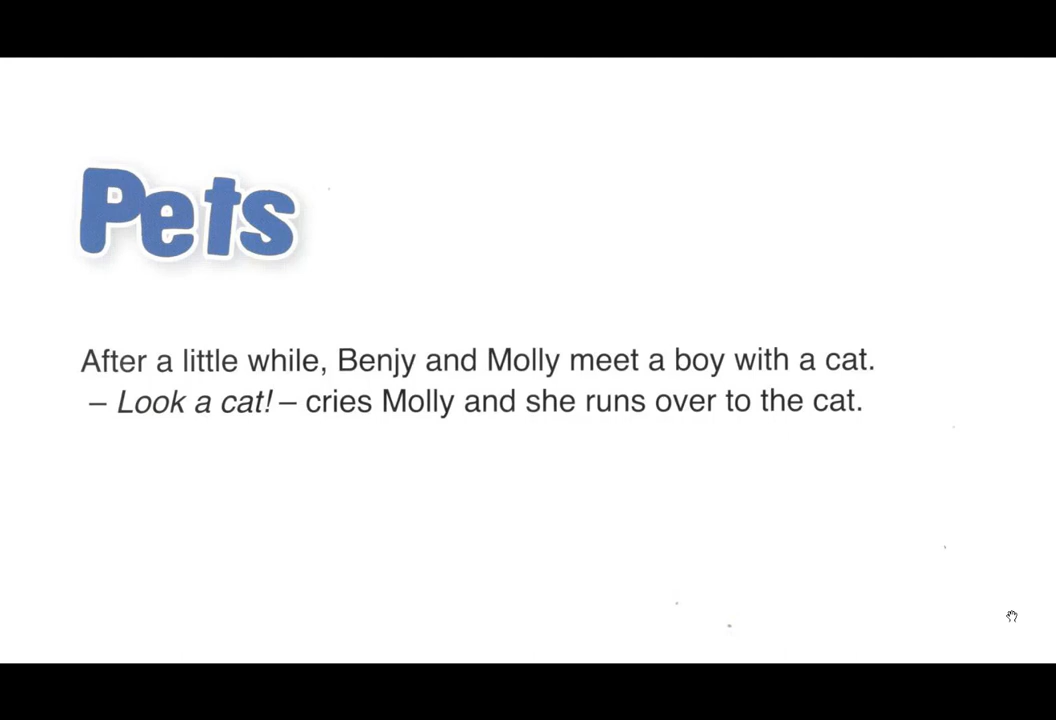 Pets
After a little while, Benjy and Molly meet a boy with a cat.
– Look a cat! – cries Molly and she runs over to the cat.